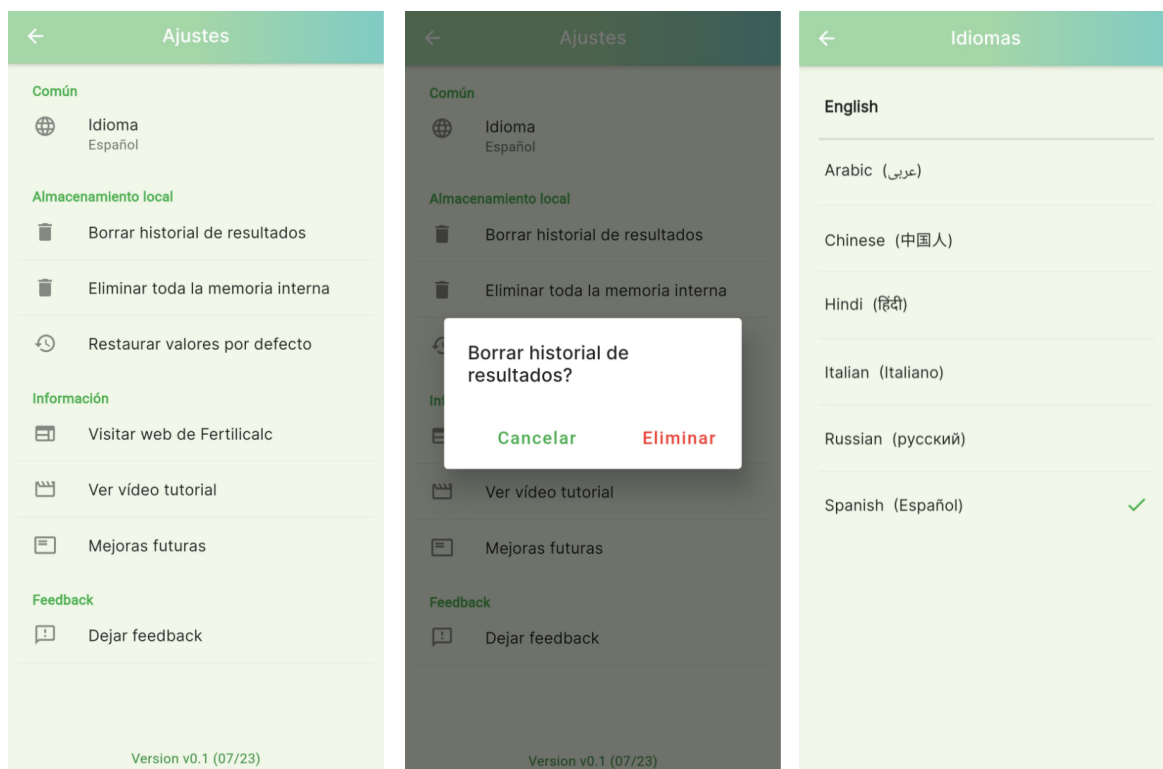 Ajustes
Común
Idioma
Español
Almacenamiento local
Borrar historial de resultados
Eliminar toda la memoria interna
Restaurar valores por defecto
Información
Visitar web de Fertilicalc
Ver vídeo tutorial
Mejoras futuras
Feedback
Dejar feedback
Version v0.1 (07/23)
Ajustes
Común
Idioma
Español
Almacenamiento local
Borrar historial de resultados
Eliminar toda la memoria interna
Borrar historial de
resultados?
Cancelar Eliminar
Ver vídeo tutorial
Mejoras futuras
Feedback
Dejar feedback
Version v0.1 (07/23)
Idiomas
English
Arabic (عربى)
Chinese (中国人)
Hindi (हिंदी)
Italian (Italiano)
Russian (русский)
Spanish (Español)